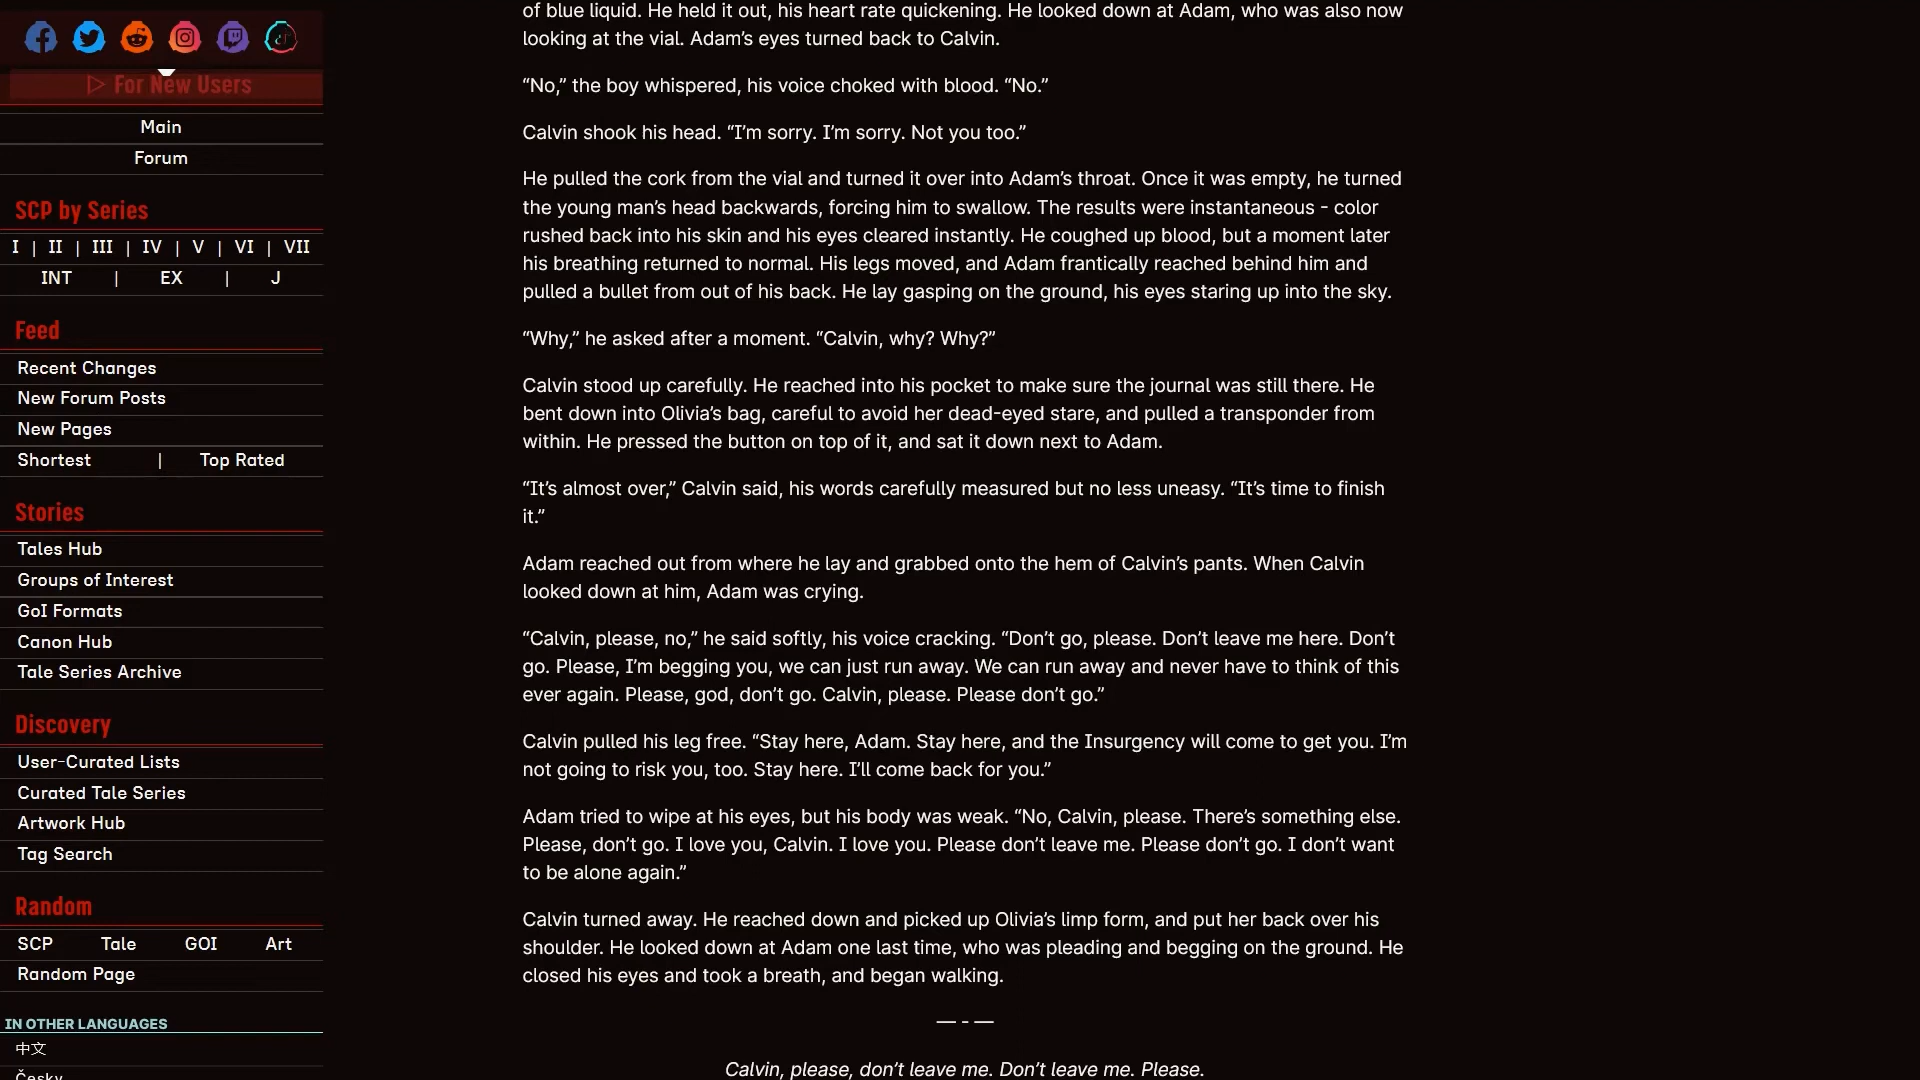 ▷ For New Users
Main
Forum
SCP by Series
I | II | III | IV | V | VI | VII
INT | EX | J
Feed
Recent Changes
New Forum Posts
New Pages
Shortest | Top Rated
Stories
Tales Hub
Groups of Interest
GoI Formats
Canon Hub
Tale Series Archive
Discovery
User-Curated Lists
Curated Tale Series
Artwork Hub
Tag Search
Random
SCP Tale GOI Art
Random Page
IN OTHER LANGUAGES
中文
Česky
of blue liquid. He held it out, his heart rate quickening. He looked down at Adam, who was also now
looking at the vial. Adam’s eyes turned back to Calvin.
“No,” the boy whispered, his voice choked with blood. “No.”
Calvin shook his head. “I’m sorry. I’m sorry. Not you too.”
He pulled the cork from the vial and turned it over into Adam’s throat. Once it was empty, he turned
the young man’s head backwards, forcing him to swallow. The results were instantaneous - color
rushed back into his skin and his eyes cleared instantly. He coughed up blood, but a moment later
his breathing returned to normal. His legs moved, and Adam frantically reached behind him and
pulled a bullet from out of his back. He lay gasping on the ground, his eyes staring up into the sky.
“Why,” he asked after a moment. “Calvin, why? Why?”
Calvin stood up carefully. He reached into his pocket to make sure the journal was still there. He
bent down into Olivia’s bag, careful to avoid her dead-eyed stare, and pulled a transponder from
within. He pressed the button on top of it, and sat it down next to Adam.
“It’s almost over,” Calvin said, his words carefully measured but no less uneasy. “It’s time to finish
it.”
Adam reached out from where he lay and grabbed onto the hem of Calvin’s pants. When Calvin
looked down at him, Adam was crying.
“Calvin, please, no,” he said softly, his voice cracking. “Don’t go, please. Don’t leave me here. Don’t
go. Please, I’m begging you, we can just run away. We can run away and never have to think of this
ever again. Please, god, don’t go. Calvin, please. Please don’t go.”
Calvin pulled his leg free. “Stay here, Adam. Stay here, and the Insurgency will come to get you. I’m
not going to risk you, too. Stay here. I’ll come back for you.”
Adam tried to wipe at his eyes, but his body was weak. “No, Calvin, please. There’s something else.
Please, don’t go. I love you, Calvin. I love you. Please don’t leave me. Please don’t go. I don’t want
to be alone again.”
Calvin turned away. He reached down and picked up Olivia’s limp form, and put her back over his
shoulder. He looked down at Adam one last time, who was pleading and begging on the ground. He
closed his eyes and took a breath, and began walking.
— - —
Calvin, please, don’t leave me. Don’t leave me. Please.